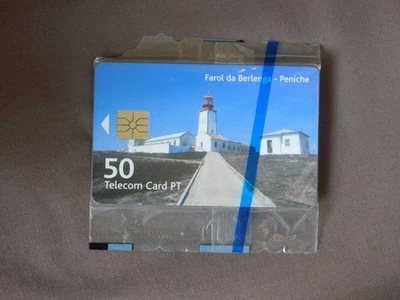 Farol da Berlenga - Peniche
50
Telecom Card PT